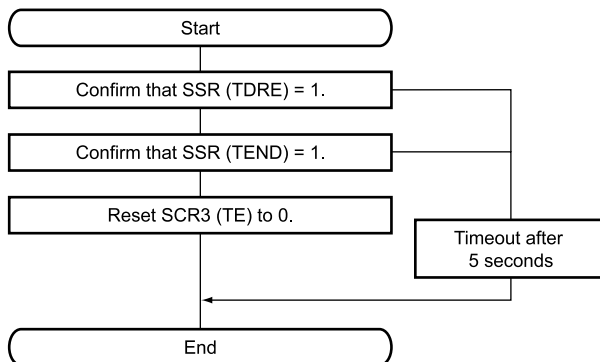 Start
Confirm that SSR (TDRE) = 1.
Confirm that SSR (TEND) = 1.
Reset SCR3 (TE) to 0.
Timeout after
5 seconds
End